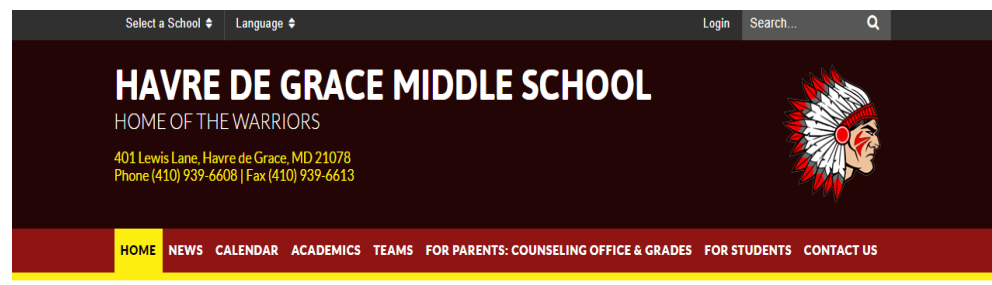 Select a School Language Login Search...
HAVRE DE GRACE MIDDLE SCHOOL
HOME OF THE WARRIORS
401 Lewis Lane, Havre de Grace, MD 21078
Phone (410) 939-6608 | Fax (410) 939-6613
HOME NEWS CALENDAR ACADEMICS TEAMS FOR PARENTS: COUNSELING OFFICE & GRADES FOR STUDENTS CONTACT US